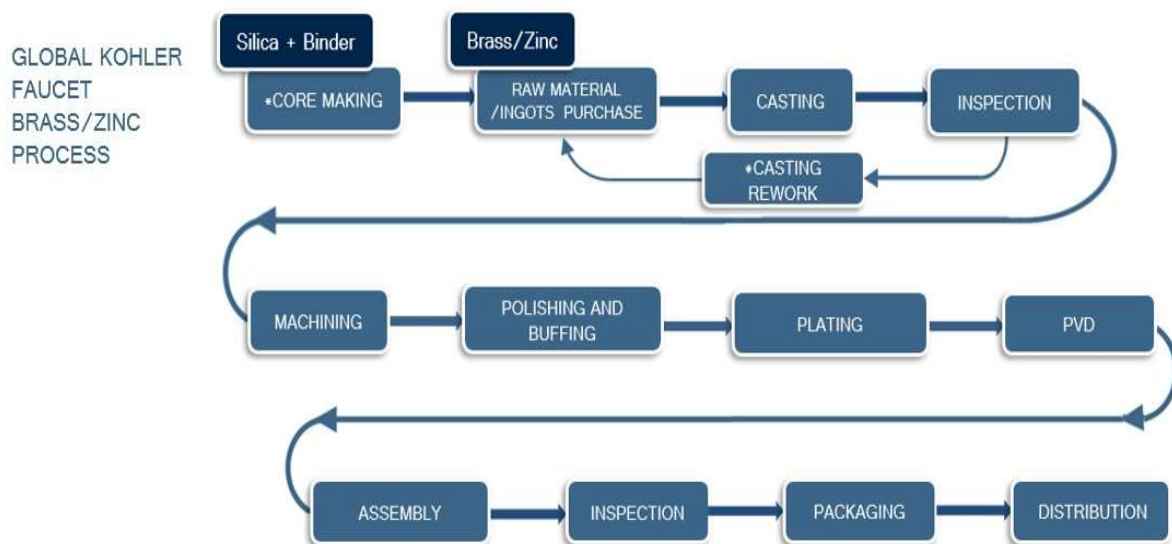 GLOBAL KOHLER
FAUCET
BRASS/ZINC
PROCESS
Silica + Binder
Brass/Zinc
*CORE MAKING
RAW MATERIAL
/INGOTS PURCHASE
CASTING
INSPECTION
*CASTING
REWORK
MACHINING
POLISHING AND
BUFFING
PLATING
PVD
ASSEMBLY
INSPECTION
PACKAGING
DISTRIBUTION